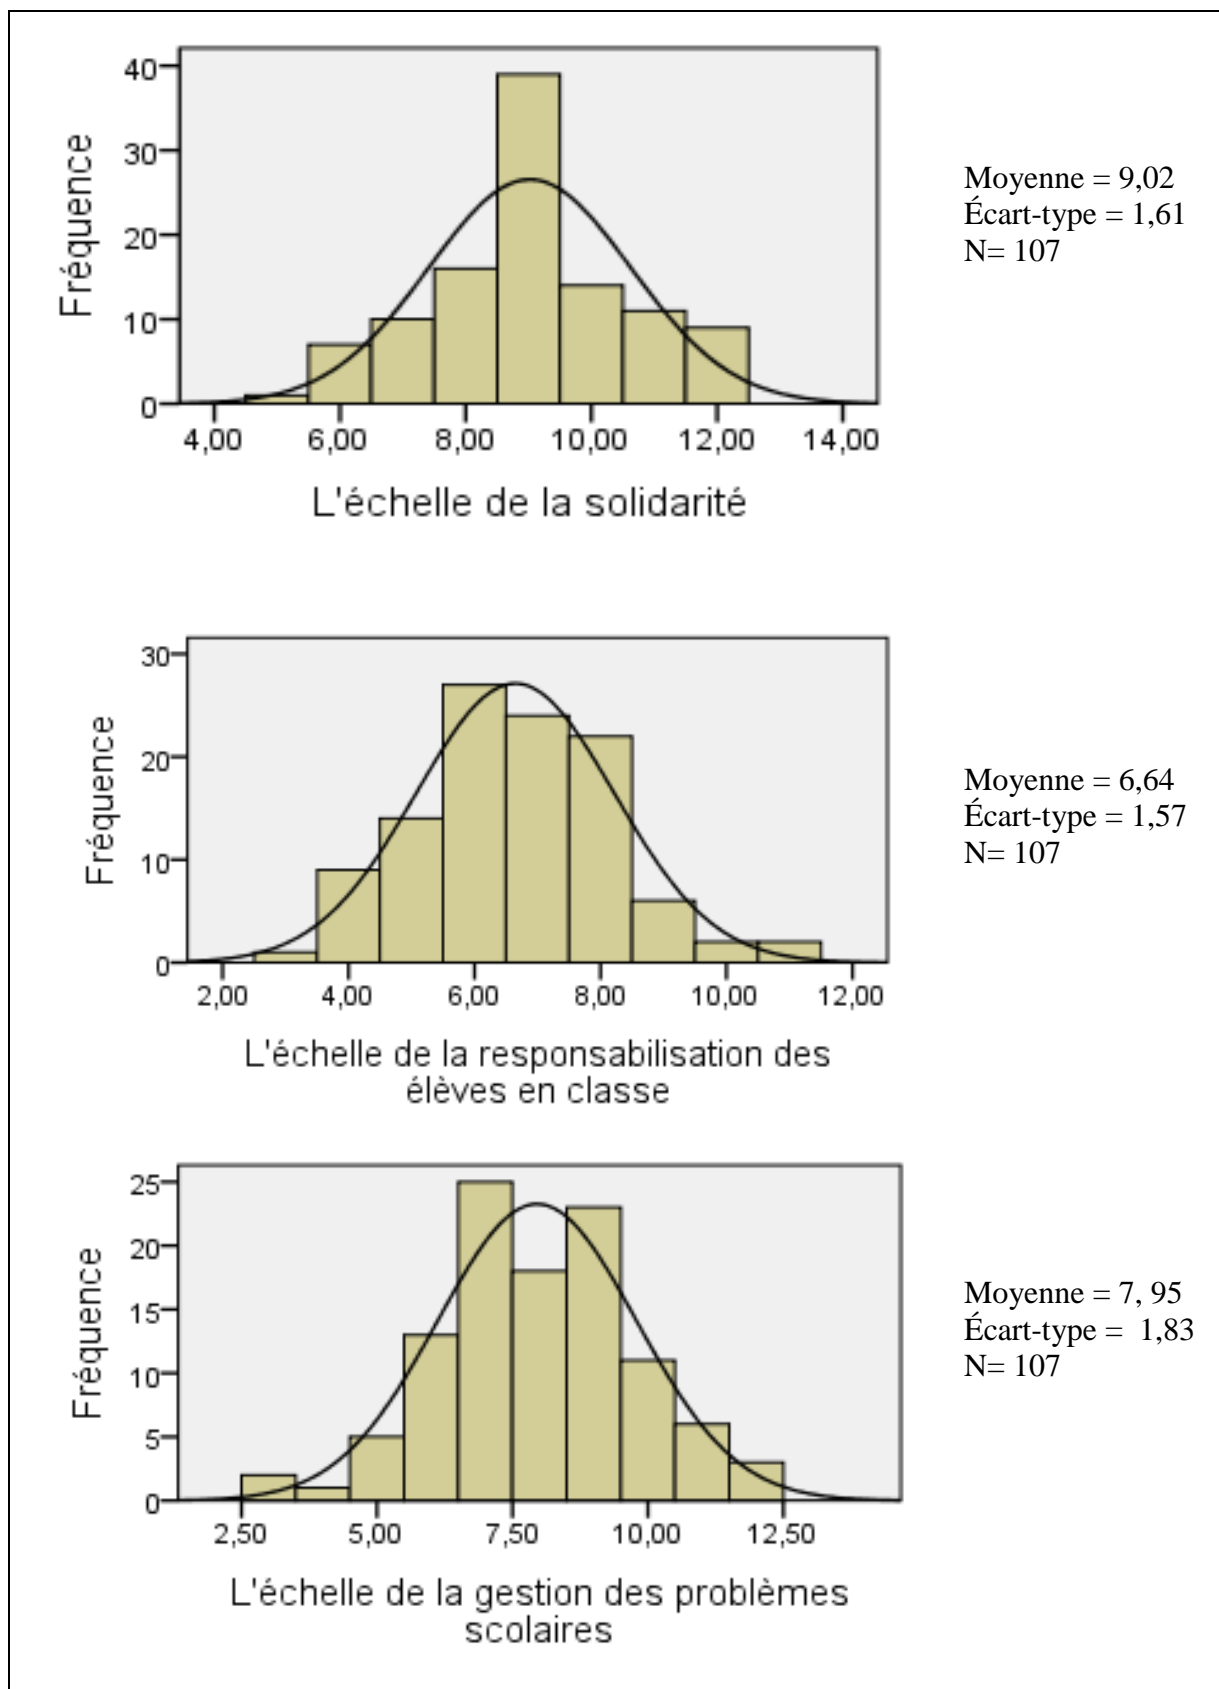 40
30
20
10
0
Fréquence
4,00 6,00 8,00 10,00 12,00 14,00
L'échelle de la solidarité
Moyenne = 9,02
Écart-type = 1,61
N= 107
30
20
10
0
Fréquence
2,00 4,00 6,00 8,00 10,00 12,00
L'échelle de la responsabilisation des
élèves en classe
Moyenne = 6,64
Écart-type = 1,57
N= 107
25
20
15
10
5
0
Fréquence
2,50 5,00 7,50 10,00 12,50
L'échelle de la gestion des problèmes
scolaires
Moyenne = 7, 95
Écart-type =  1,83
N= 107